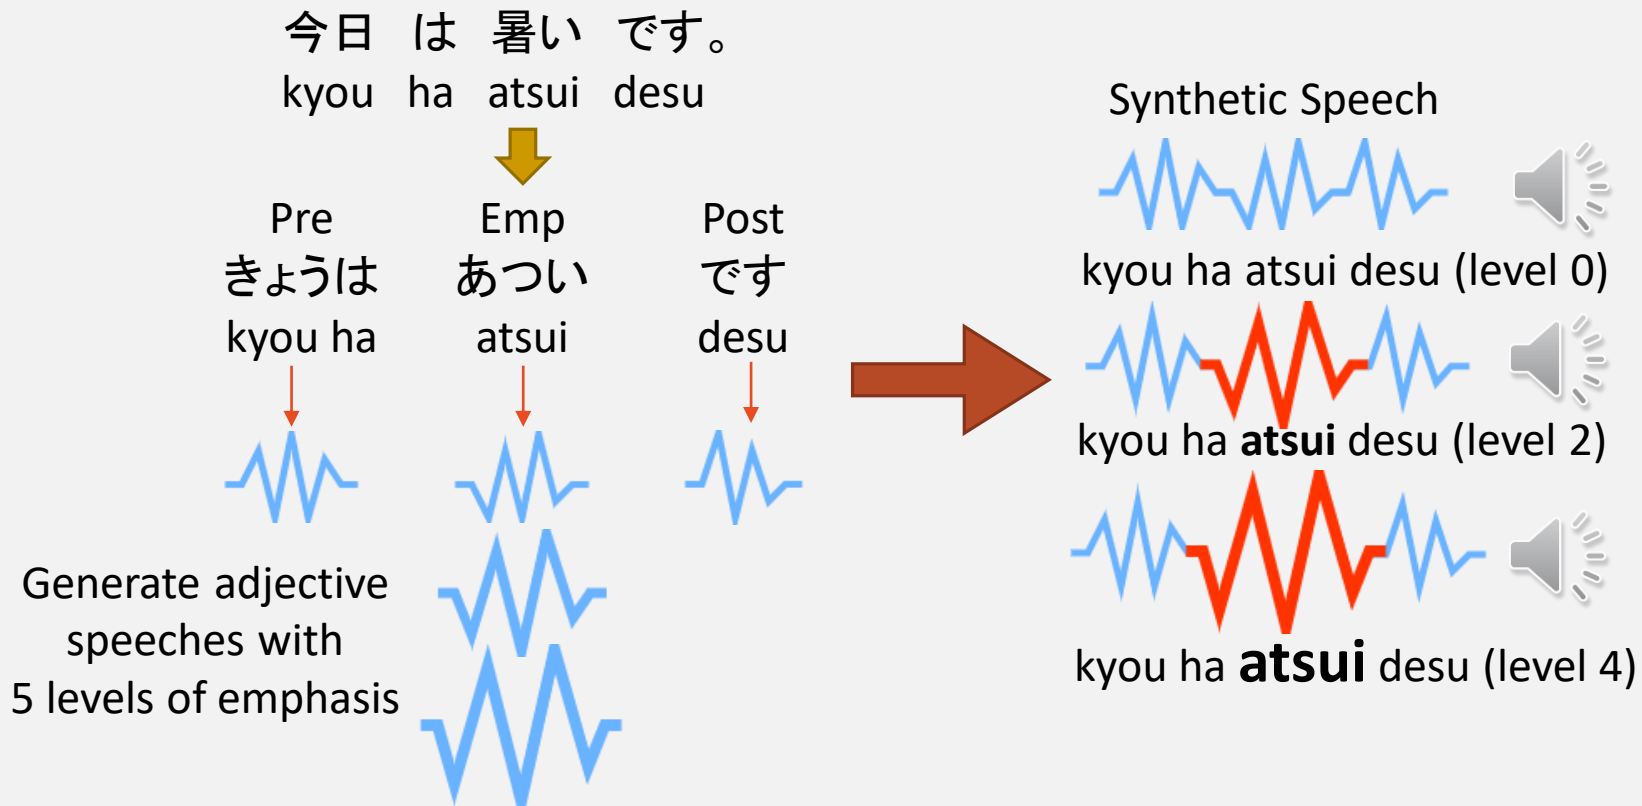 今日 は 暑い です。
kyou ha atsui desu
Pre
きょうは
kyou ha
Emp
あつい
atsui
Post
です
desu
Generate adjective
speeches with
5 levels of emphasis
Synthetic Speech
kyou ha atsui desu (level 0)
kyou ha atsui desu (level 2)
kyou ha atsui desu (level 4)